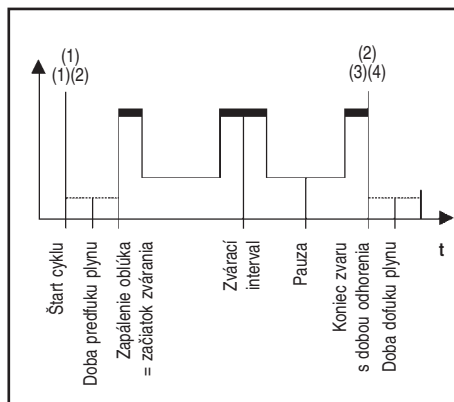 (1)
(1)(2)
(2)
(3)(4)
t
Štart cyklu
Doba predfuku plynu
Zapálenie oblúka
= začiatok zvárania
Zvárací
interval
Pauza
Koniec zvaru
s dobou odhorenia
Doba dofuku plynu